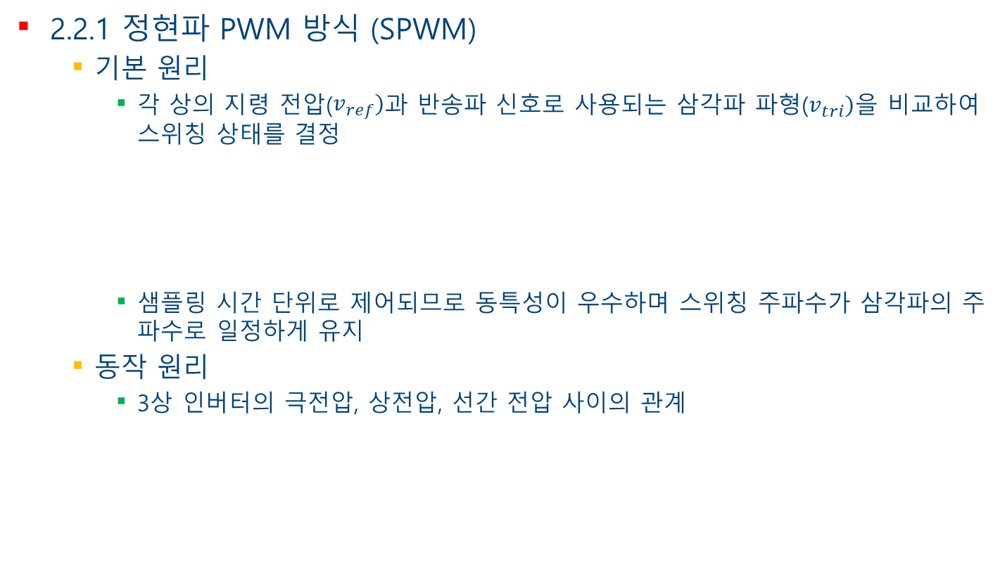 2.2.1 정현파 PWM 방식 (SPWM)
기본 원리
각 상의 지령 전압(v_ref)과 반송파 신호로 사용되는 삼각파 파형(v_tri)을 비교하여
스위칭 상태를 결정
샘플링 시간 단위로 제어되므로 동특성이 우수하며 스위칭 주파수가 삼각파의 주
파수로 일정하게 유지
동작 원리
3상 인버터의 극전압, 상전압, 선간 전압 사이의 관계